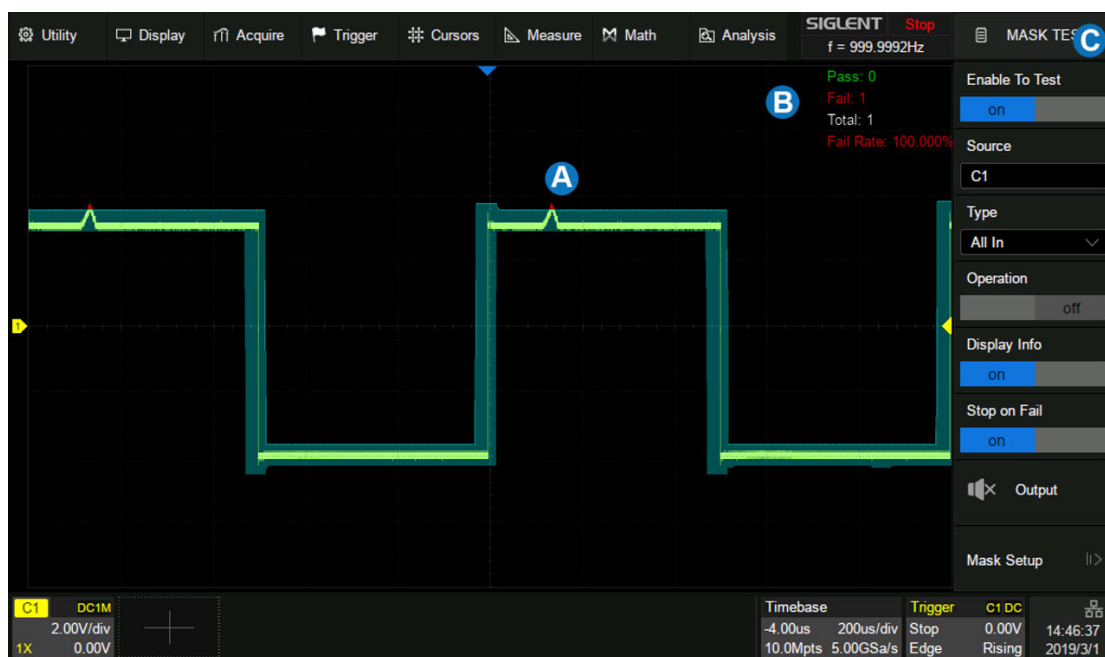 Utility Display Acquire Trigger Cursors Measure Math Analysis
SIGLENT Stop
f = 999.9992Hz
C
B
Pass: 0
Fail: 1
Total: 1
Fail Rate: 100.000%
A
1
Enable To Test
on
Source
C1
Type
All In
Operation
off
Display Info
on
Stop on Fail
on
Output
Mask Setup
C1 DC1M
2.00V/div
1X 0.00V
Timebase
-4.00us 200us/div
10.0Mpts 5.00GSa/s
Trigger C1 DC
Stop 0.00V
Edge Rising
14:46:37
2019/3/1